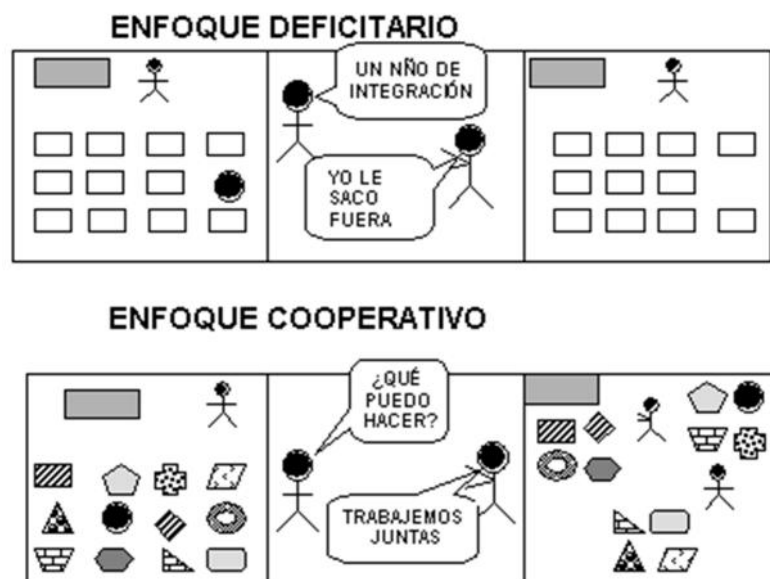 ENFOQUE DEFICITARIO
UN NÑO DE
INTEGRACIÓN
YO LE
SACO
FUERA
ENFOQUE COOPERATIVO
¿QUÉ
PUEDO
HACER?
TRABAJEMOS
JUNTAS